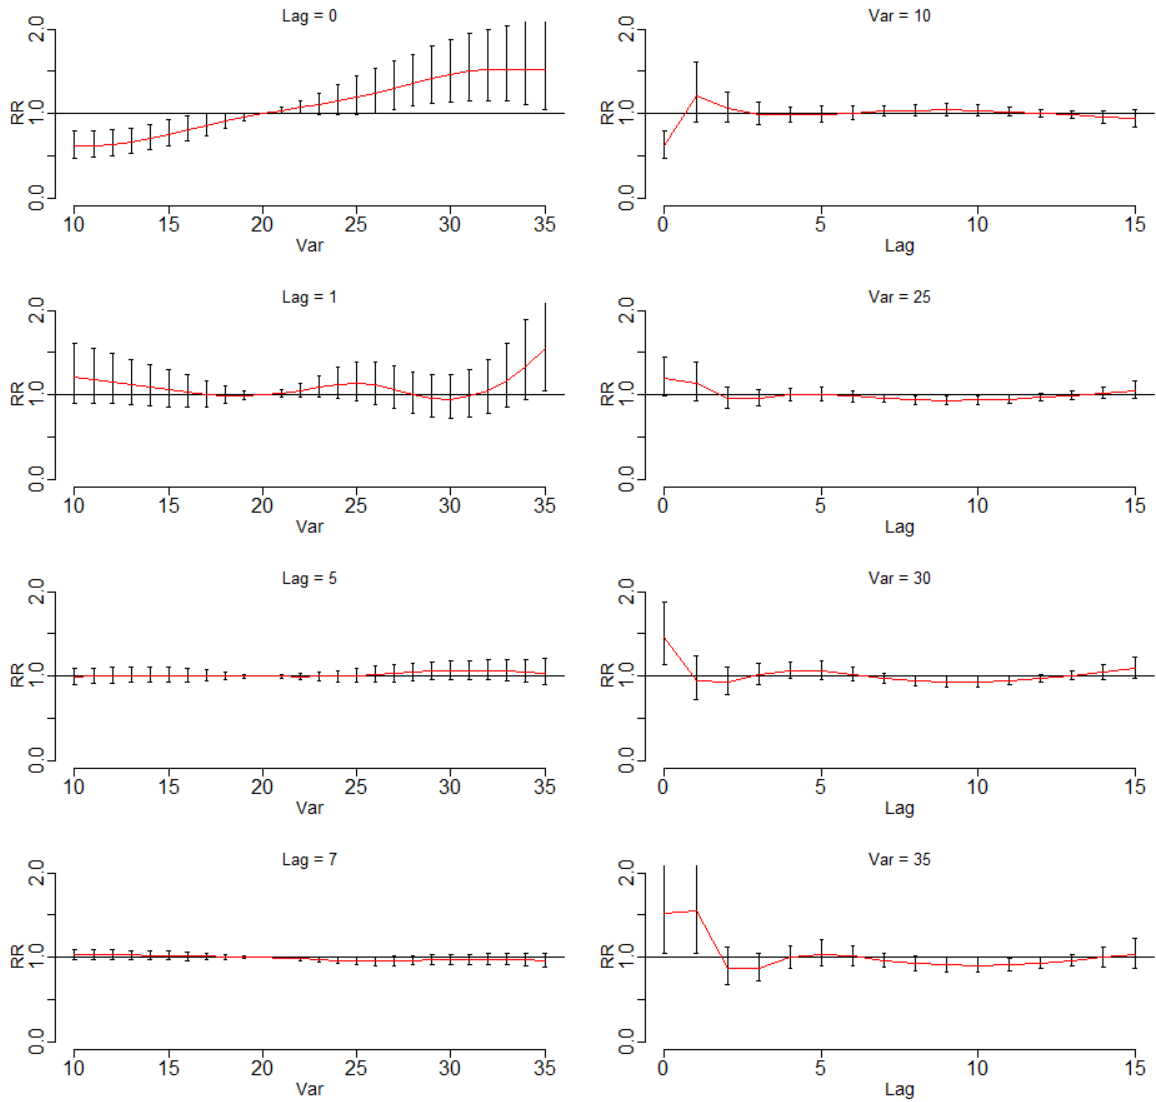 Lag = 0
RR
0.0 1.0 2.0
10 15 20 25 30 35
Var
Var = 10
RR
0.0 1.0 2.0
0 5 10 15
Lag
Lag = 1
RR
0.0 1.0 2.0
10 15 20 25 30 35
Var
Var = 25
RR
0.0 1.0 2.0
0 5 10 15
Lag
Lag = 5
RR
0.0 1.0 2.0
10 15 20 25 30 35
Var
Var = 30
RR
0.0 1.0 2.0
0 5 10 15
Lag
Lag = 7
RR
0.0 1.0 2.0
10 15 20 25 30 35
Var
Var = 35
RR
0.0 1.0 2.0
0 5 10 15
Lag